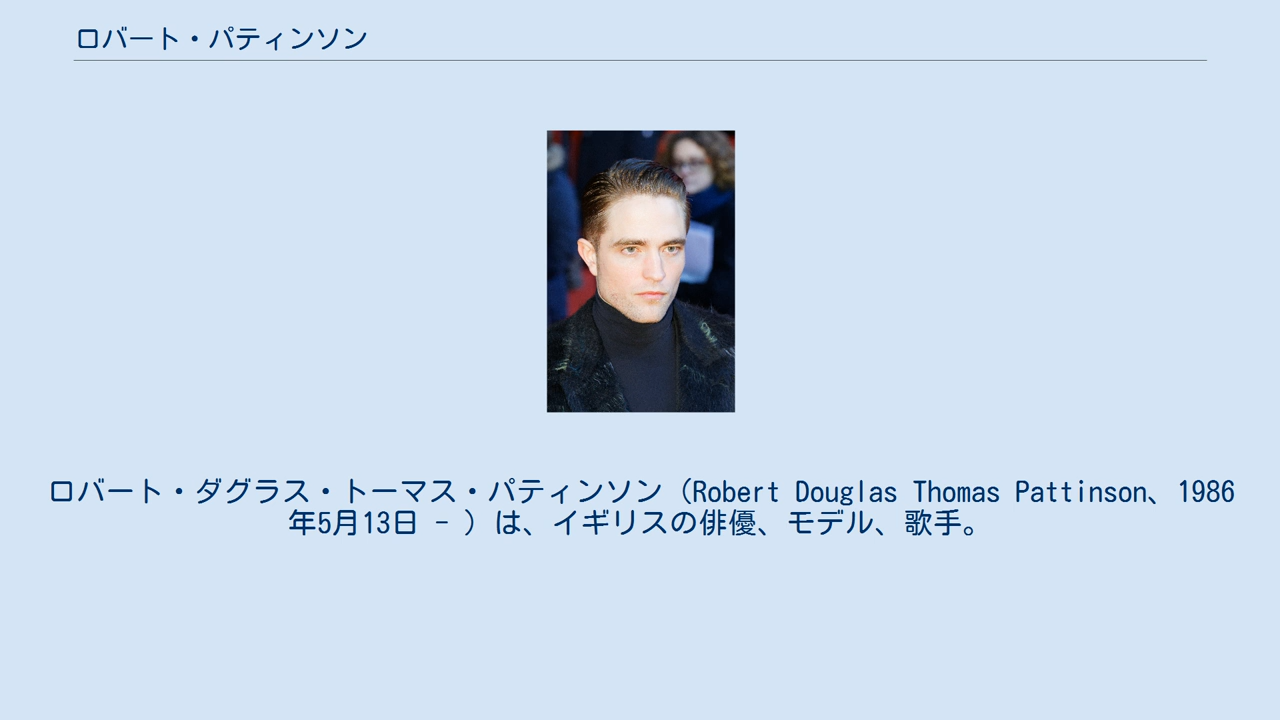 ロバート・パティンソン
ロバート・ダグラス・トーマス・パティンソン（Robert Douglas Thomas Pattinson、1986
年5月13日 - ）は、イギリスの俳優、モデル、歌手。